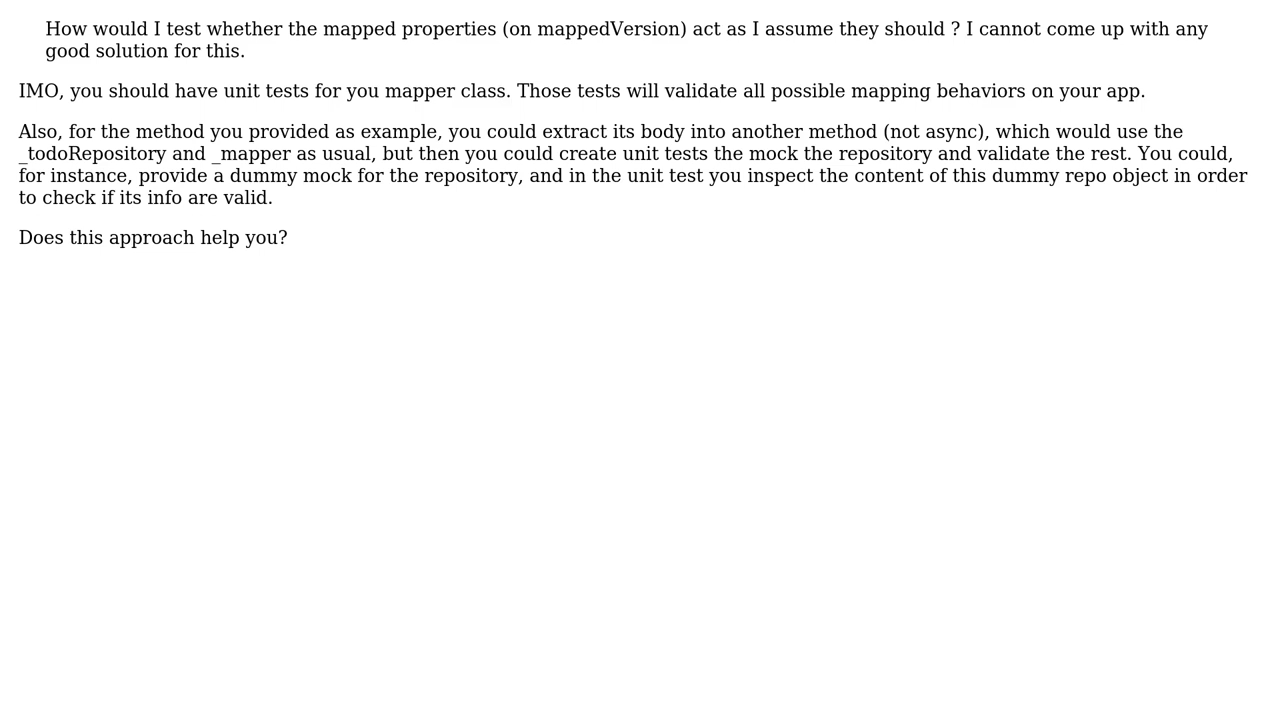 How would I test whether the mapped properties (on mappedVersion) act as I assume they should ? I cannot come up with any
good solution for this.
IMO, you should have unit tests for you mapper class. Those tests will validate all possible mapping behaviors on your app.
Also, for the method you provided as example, you could extract its body into another method (not async), which would use the
_todoRepository and _mapper as usual, but then you could create unit tests the mock the repository and validate the rest. You could,
for instance, provide a dummy mock for the repository, and in the unit test you inspect the content of this dummy repo object in order
to check if its info are valid.
Does this approach help you?